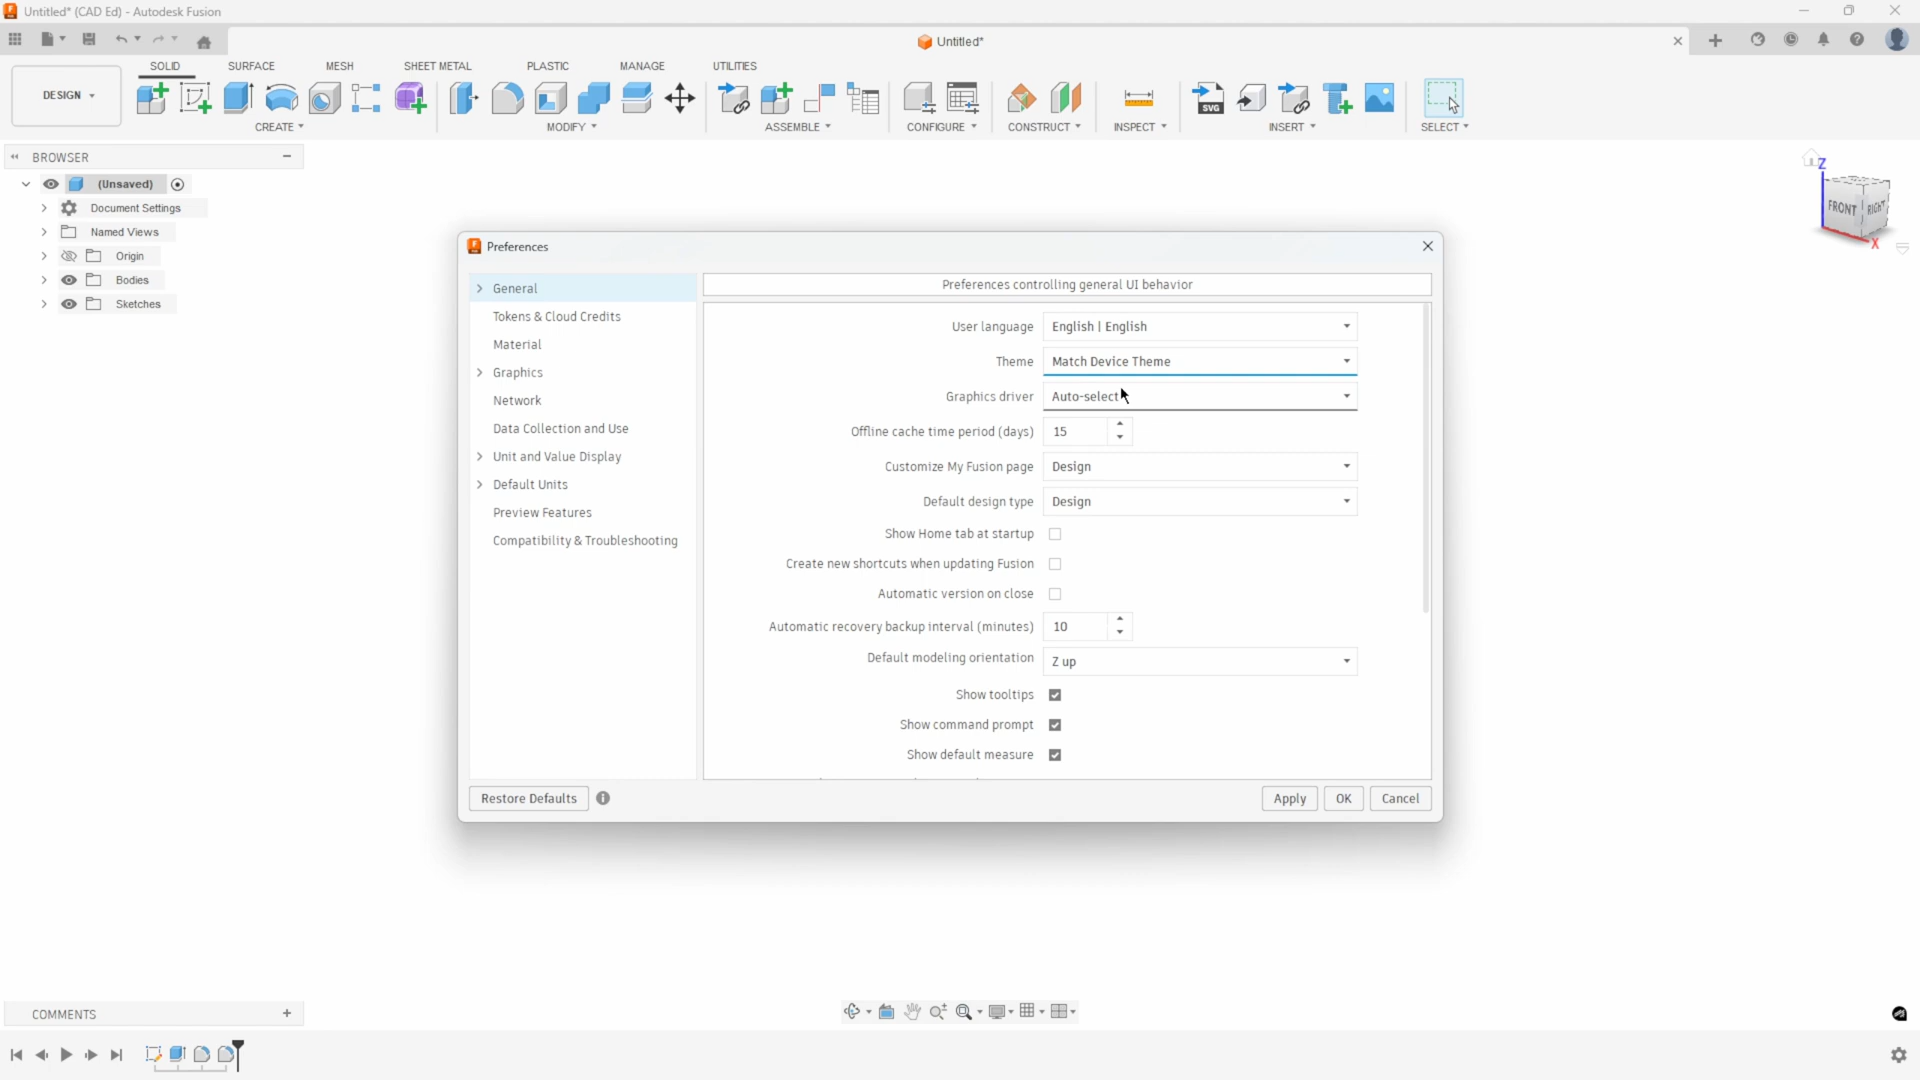 Untitled* (CAD Ed) - Autodesk Fusion
Untitled*
SOLID SURFACE MESH SHEET METAL PLASTIC MANAGE UTILITIES
DESIGN
SVG
CREATE MODIFY ASSEMBLE CONFIGURE CONSTRUCT INSPECT INSERT SELECT
BROWSER
(Unsaved)
Document Settings
Named Views
Origin
Bodies
Sketches
Z
FRONT RIGHT
X
Preferences
General
Tokens & Cloud Credits
Material
Graphics
Network
Data Collection and Use
Unit and Value Display
Default Units
Preview Features
Compatibility & Troubleshooting
Preferences controlling general UI behavior
User language English | English
Theme Match Device Theme
Graphics driver Auto-select
Offline cache time period (days) 15
Customize My Fusion page Design
Default design type Design
Show Home tab at startup
Create new shortcuts when updating Fusion
Automatic version on close
Automatic recovery backup interval (minutes) 10
Default modeling orientation Z up
Show tooltips
Show command prompt
Show default measure
Restore Defaults Apply OK Cancel
COMMENTS